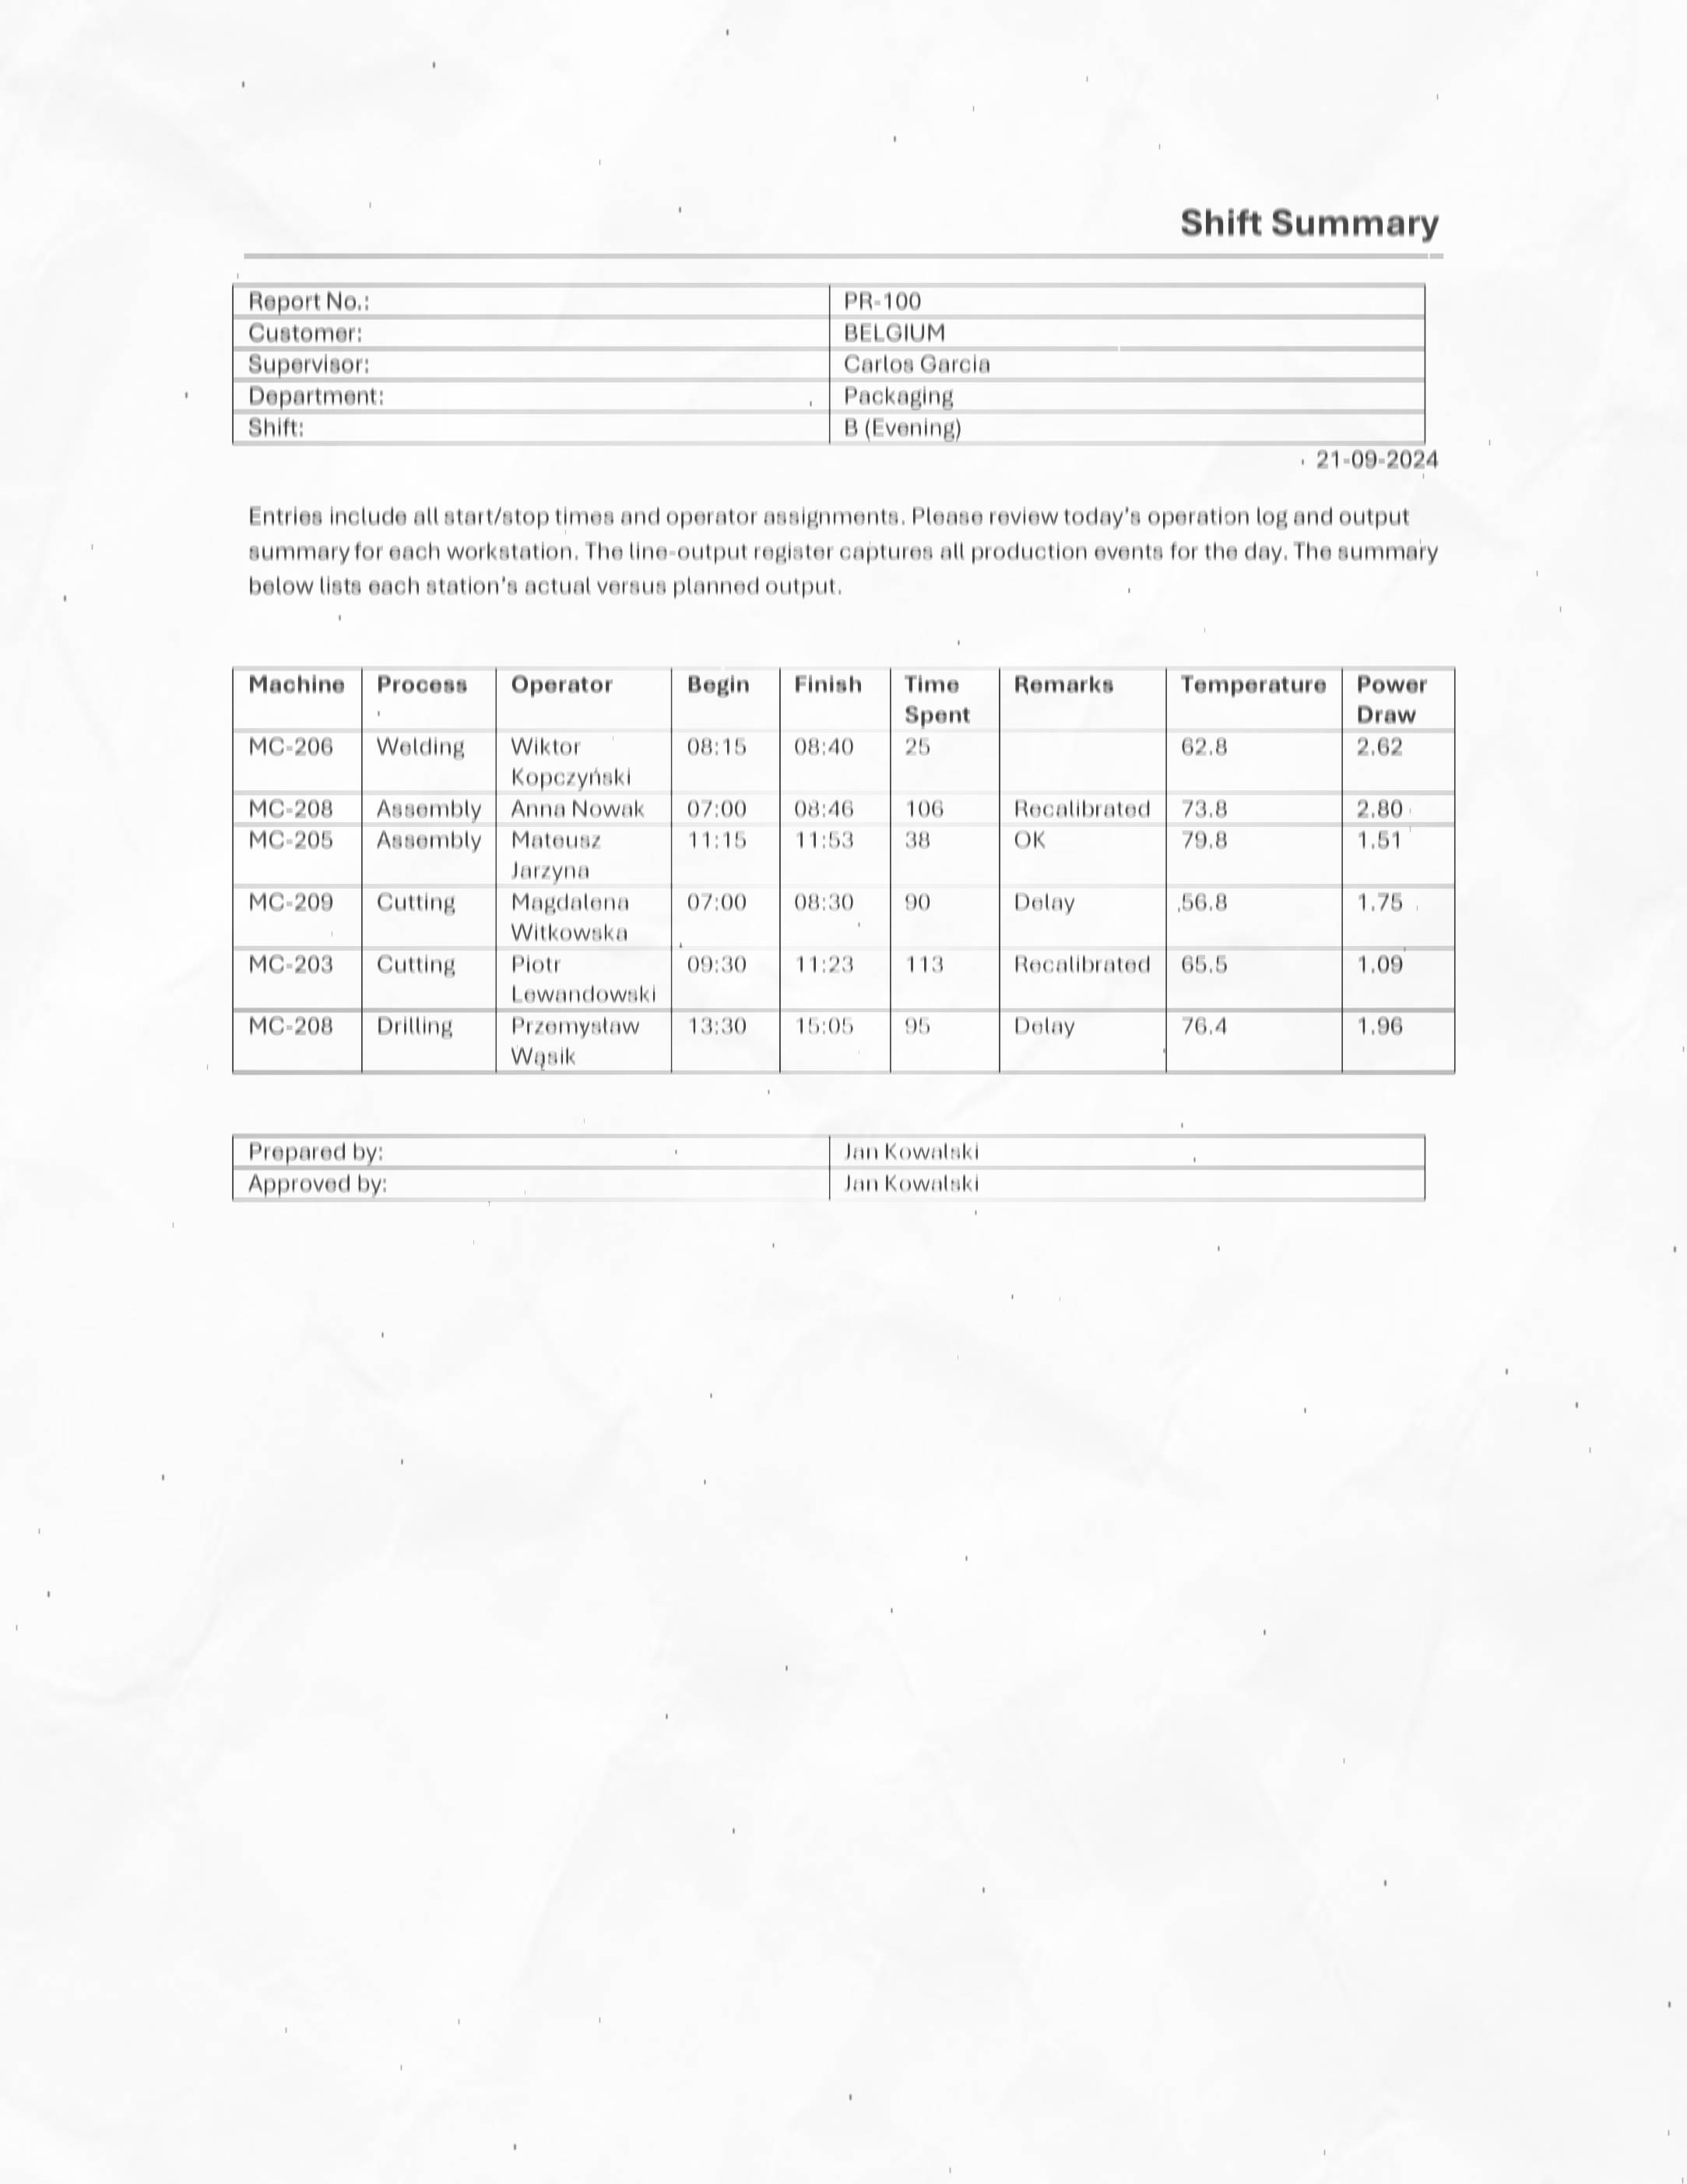 Shift Summary
Report No.: PR-100
Customer: BELGIUM
Supervisor: Carlos Garcia
Department: Packaging
Shift: B (Evening)
21-09-2024
Entries include all start/stop times and operator assignments. Please review today's operation log and output
summary for each workstation. The line-output register captures all production events for the day. The summary
below lists each station's actual versus planned output.
Machine Process Operator Begin Finish Time Spent Remarks Temperature Power Draw
MC-206 Welding Wiktor Kopczyński 08:15 08:40 25 62.8 2.62
MC-208 Assembly Anna Nowak 07:00 08:46 106 Recalibrated 73.8 2.80
MC-205 Assembly Mateusz Jarzyna 11:15 11:53 38 OK 79.8 1.51
MC-209 Cutting Magdalena Witkowska 07:00 08:30 90 Delay 56.8 1.75
MC-203 Cutting Piotr Lewandowski 09:30 11:23 113 Recalibrated 65.5 1.09
MC-208 Drilling Przemysław Wąsik 13:30 15:05 95 Delay 76.4 1.96
Prepared by: Jan Kowalski
Approved by: Jan Kowalski